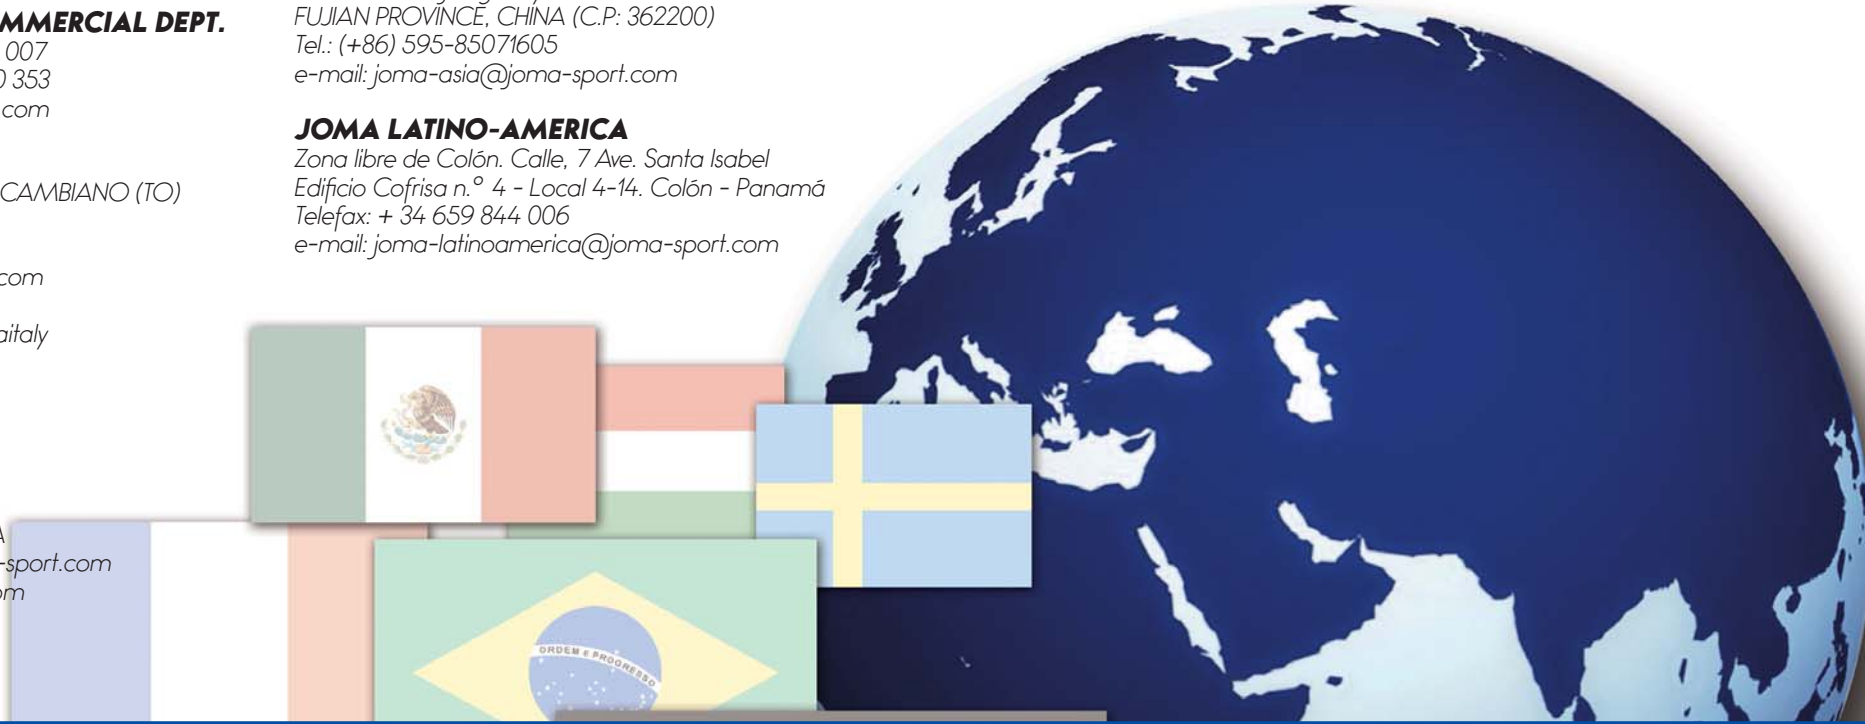 MMERCIAL DEPT.
007
0 353
.com
CAMBIANO (TO)
.com
aitaly
A
-sport.com
om
FUJIAN PROVINCE, CHINA (C.P: 362200)
Tel.: (+86) 595-85071605
e-mail: joma-asia@joma-sport.com
JOMA LATINO-AMERICA
Zona libre de Colón. Calle, 7 Ave. Santa Isabel
Edificio Cofrisa n.º 4 - Local 4-14. Colón - Panamá
Telefax: + 34 659 844 006
e-mail: joma-latinoamerica@joma-sport.com
ORDEM E PROGRESSO